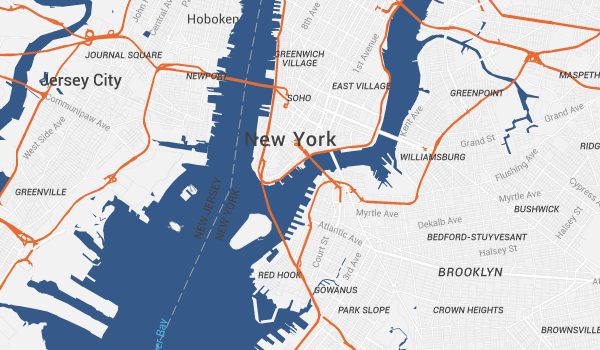 John
Central Ave
Hoboken
8th Ave
1st Avenue
JOURNAL SQUARE
GREENWICH
VILLAGE
Jersey City
NEWPORT
MASPETH
EAST VILLAGE
GREENPOINT
SOHO
Communipaw Ave
West Side Ave
Kent Ave
Grand Ave
New York
Grand St
RIDG
WILLIAMSBURG
Flushing Ave
GREENVILLE
NEW JERSEY
NEW YORK
Myrtle Ave
Cypress A
Myrtle Ave
BUSHWICK
Halsey St
Dekalb Ave
Atlantic Ave
BEDFORD-STUYVESANT
Court St
Halsey St
3rd Ave
RED HOOK
BROOKLYN
GOWANUS
PARK SLOPE
CROWN HEIGHTS
BROWNSVILLE
er Bay